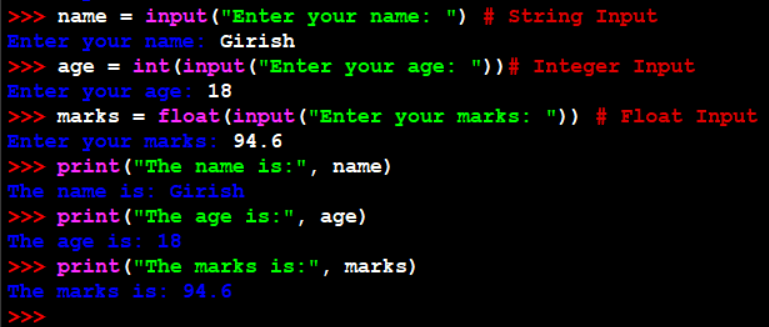 >>> name = input("Enter your name: ") # String Input
Enter your name: Girish
>>> age = int(input("Enter your age: "))# Integer Input
Enter your age: 18
>>> marks = float(input("Enter your marks: ")) # Float Input
Enter your marks: 94.6
>>> print("The name is:", name)
The name is: Girish
>>> print("The age is:", age)
The age is: 18
>>> print("The marks is:", marks)
The marks is: 94.6
>>>